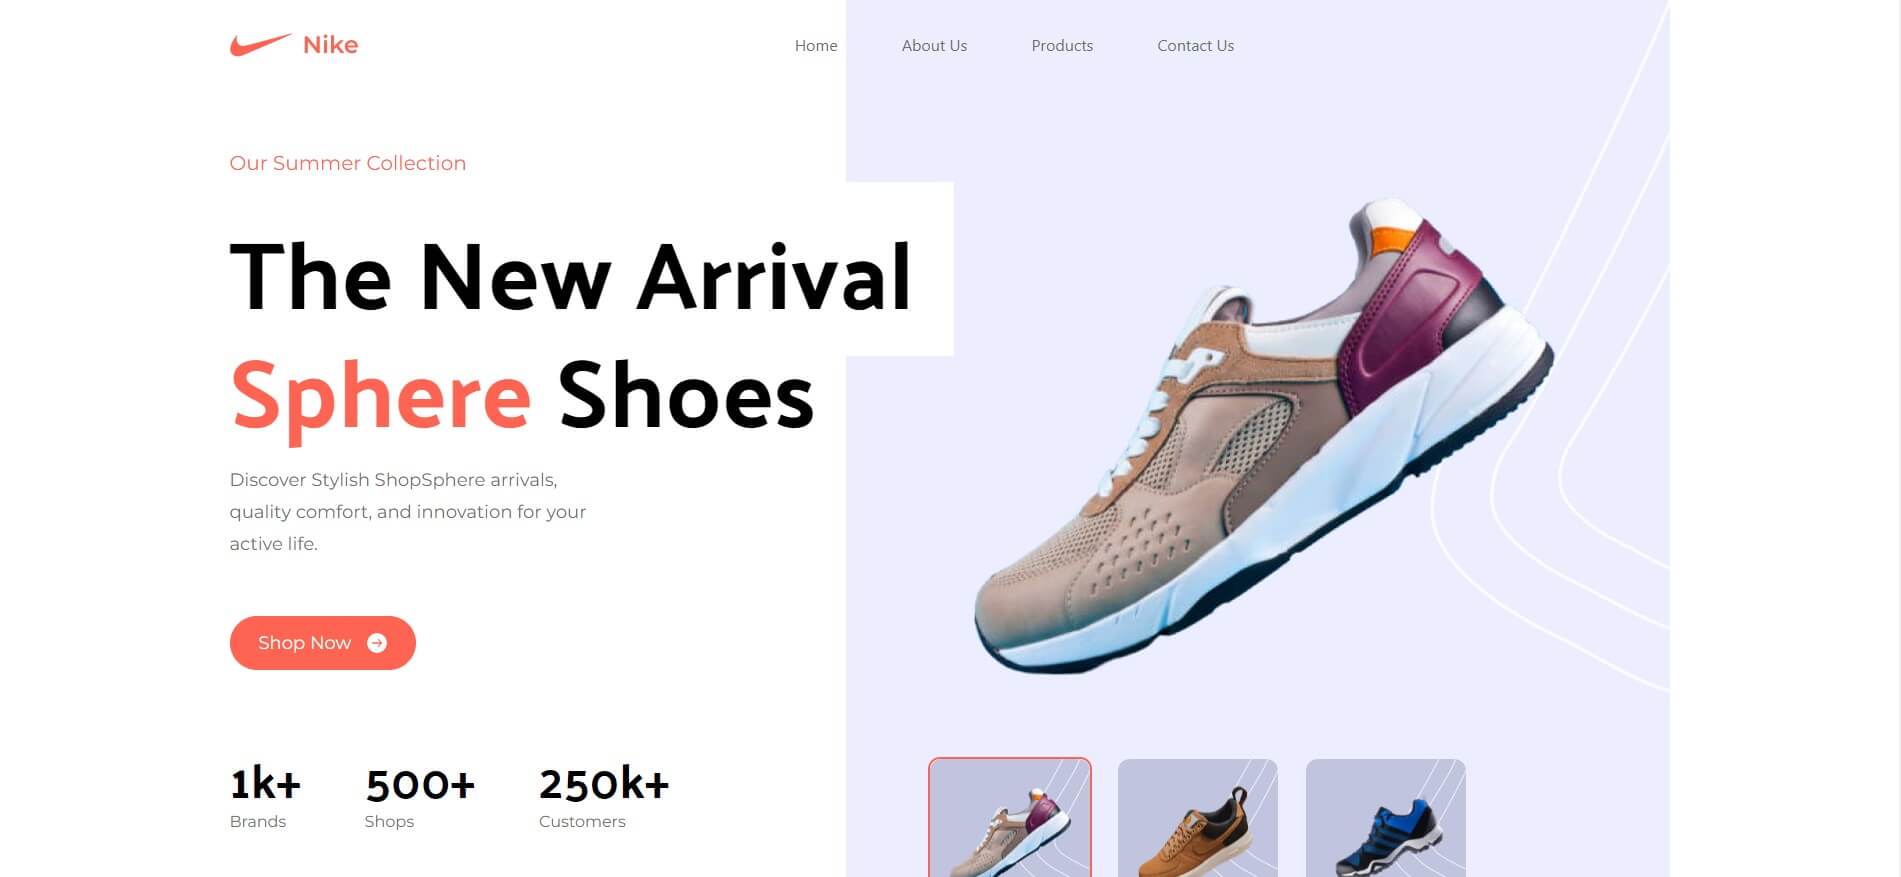 Nike
Home
About Us
Products
Contact Us
Our Summer Collection
The New Arrival
Sphere Shoes
Discover Stylish ShopSphere arrivals,
quality comfort, and innovation for your
active life.
Shop Now
1k+
500+
250k+
Brands
Shops
Customers